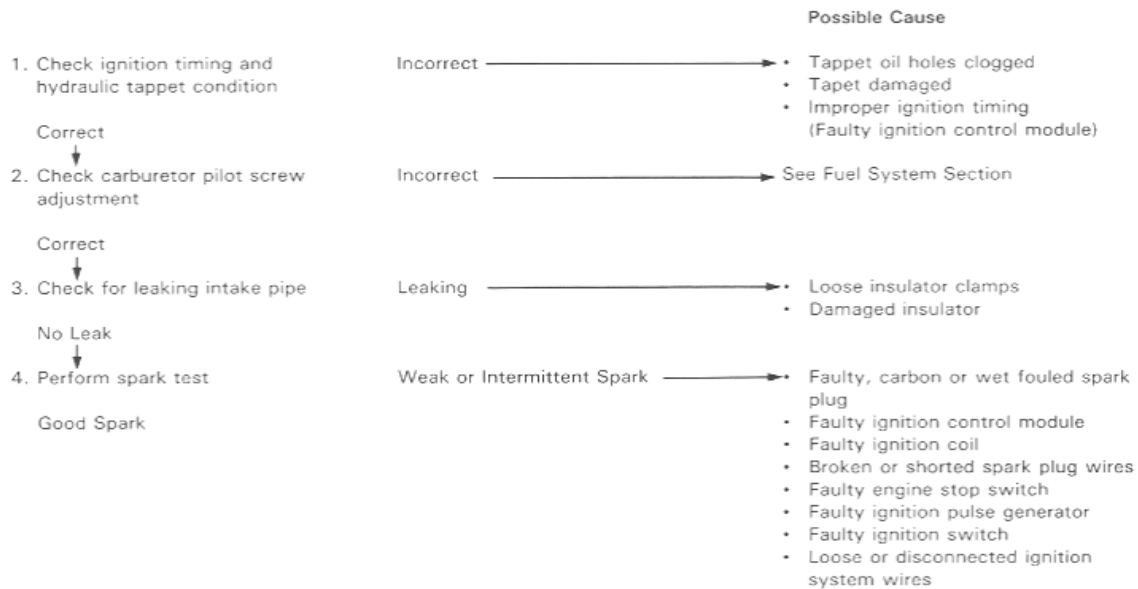 Possible Cause
1. Check ignition timing and
hydraulic tappet condition
Incorrect
• Tappet oil holes clogged
• Tapet damaged
• Improper ignition timing
(Faulty ignition control module)
Correct
2. Check carburetor pilot screw
adjustment
Incorrect
See Fuel System Section
Correct
3. Check for leaking intake pipe
Leaking
• Loose insulator clamps
• Damaged insulator
No Leak
4. Perform spark test
Weak or Intermittent Spark
• Faulty, carbon or wet fouled spark
plug
• Faulty ignition control module
• Faulty ignition coil
• Broken or shorted spark plug wires
• Faulty engine stop switch
• Faulty ignition pulse generator
• Faulty ignition switch
• Loose or disconnected ignition
system wires
Good Spark